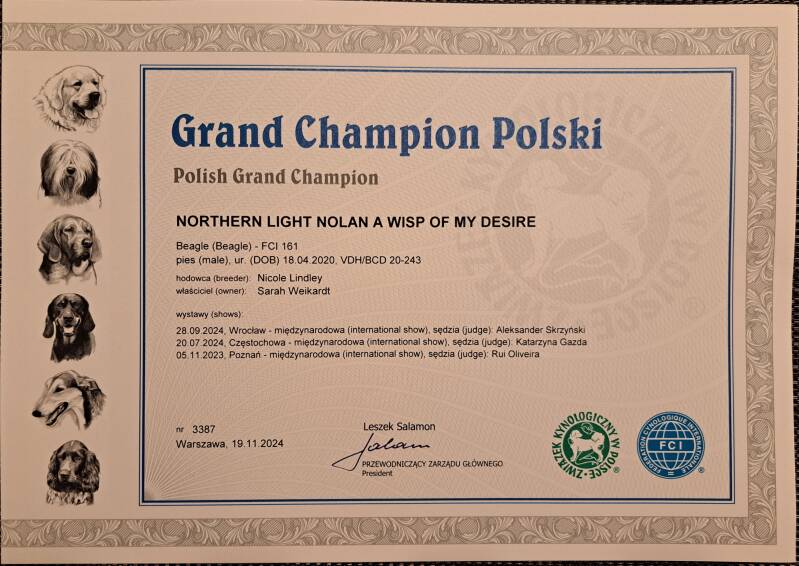 Grand Champion Polski
Polish Grand Champion
NORTHERN LIGHT NOLAN A WISP OF MY DESIRE
Beagle (Beagle) - FCI 161
pies (male), ur. (DOB) 18.04.2020, VDH/BCD 20-243
hodowca (breeder): Nicole Lindley
właściciel (owner): Sarah Weikardt
wystawy (shows):
28.09.2024, Wrocław - międzynarodowa (international show), sędzia (judge): Aleksander Skrzyński
20.07.2024, Częstochowa - międzynarodowa (international show), sędzia (judge): Katarzyna Gazda
05.11.2023, Poznań - międzynarodowa (international show), sędzia (judge): Rui Oliveira
nr 3387
Warszawa, 19.11.2024
Leszek Salamon
PRZEWODNICZĄCY ZARZĄDU GŁÓWNEGO
President
ZWIĄZEK KYNOLOGICZNY W POLSCE
®
FEDERATION CYNOLOGIQUE INTERNATIONALE
FCI
®